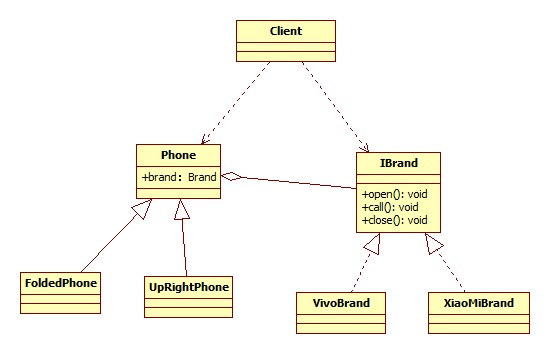 Client
Phone
+brand: Brand
IBrand
+open(): void
+call(): void
+close(): void
FoldedPhone
UpRightPhone
VivoBrand
XiaoMiBrand